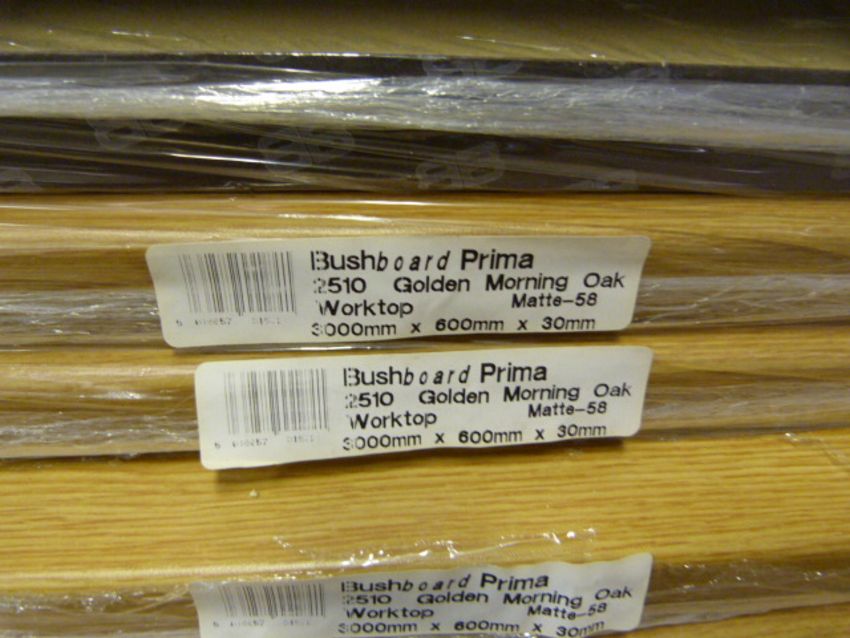 Bushboard Prima
2510 Golden Morning Oak
Worktop Matte-58
3000mm x 600mm x 30mm
Bushboard Prima
2510 Golden Morning Oak
Worktop Matte-58
3000mm x 600mm x 30mm
Bushboard Prima
2510 Golden Morning Oak
Worktop Matte-58
3000mm x 600mm x 30mm